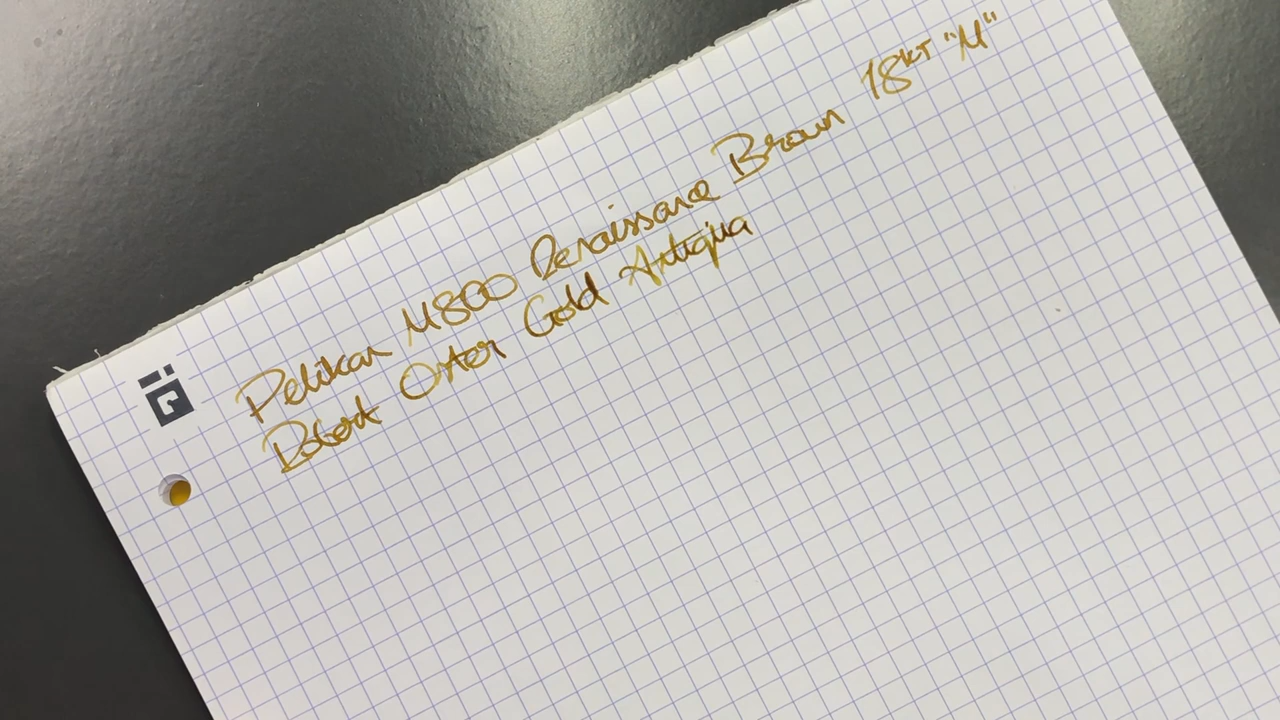 Pelikan M800 Renaissance Brown 18KT "M"
Robert Oster Gold Antiqua